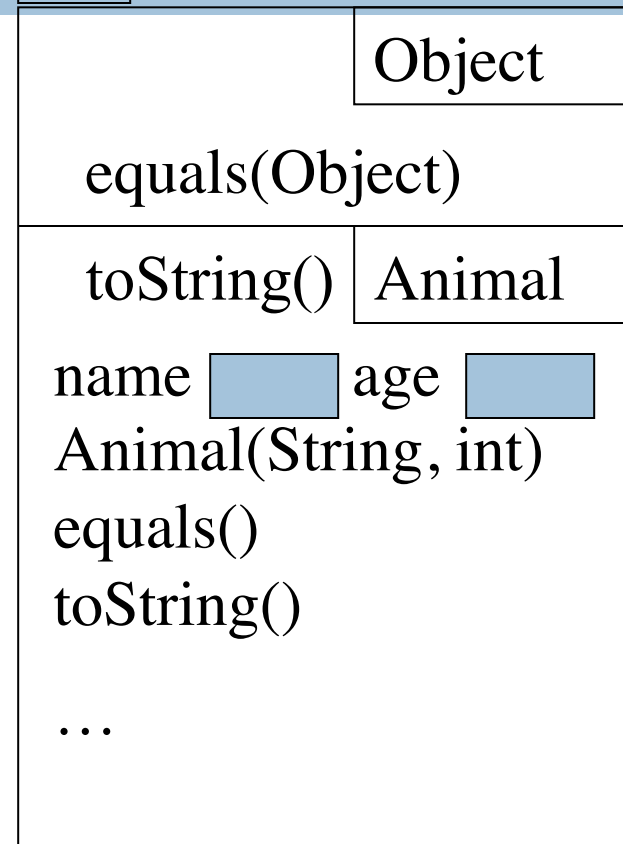 Object
equals(Object)
toString() Animal
name age
Animal(String, int)
equals()
toString()
…